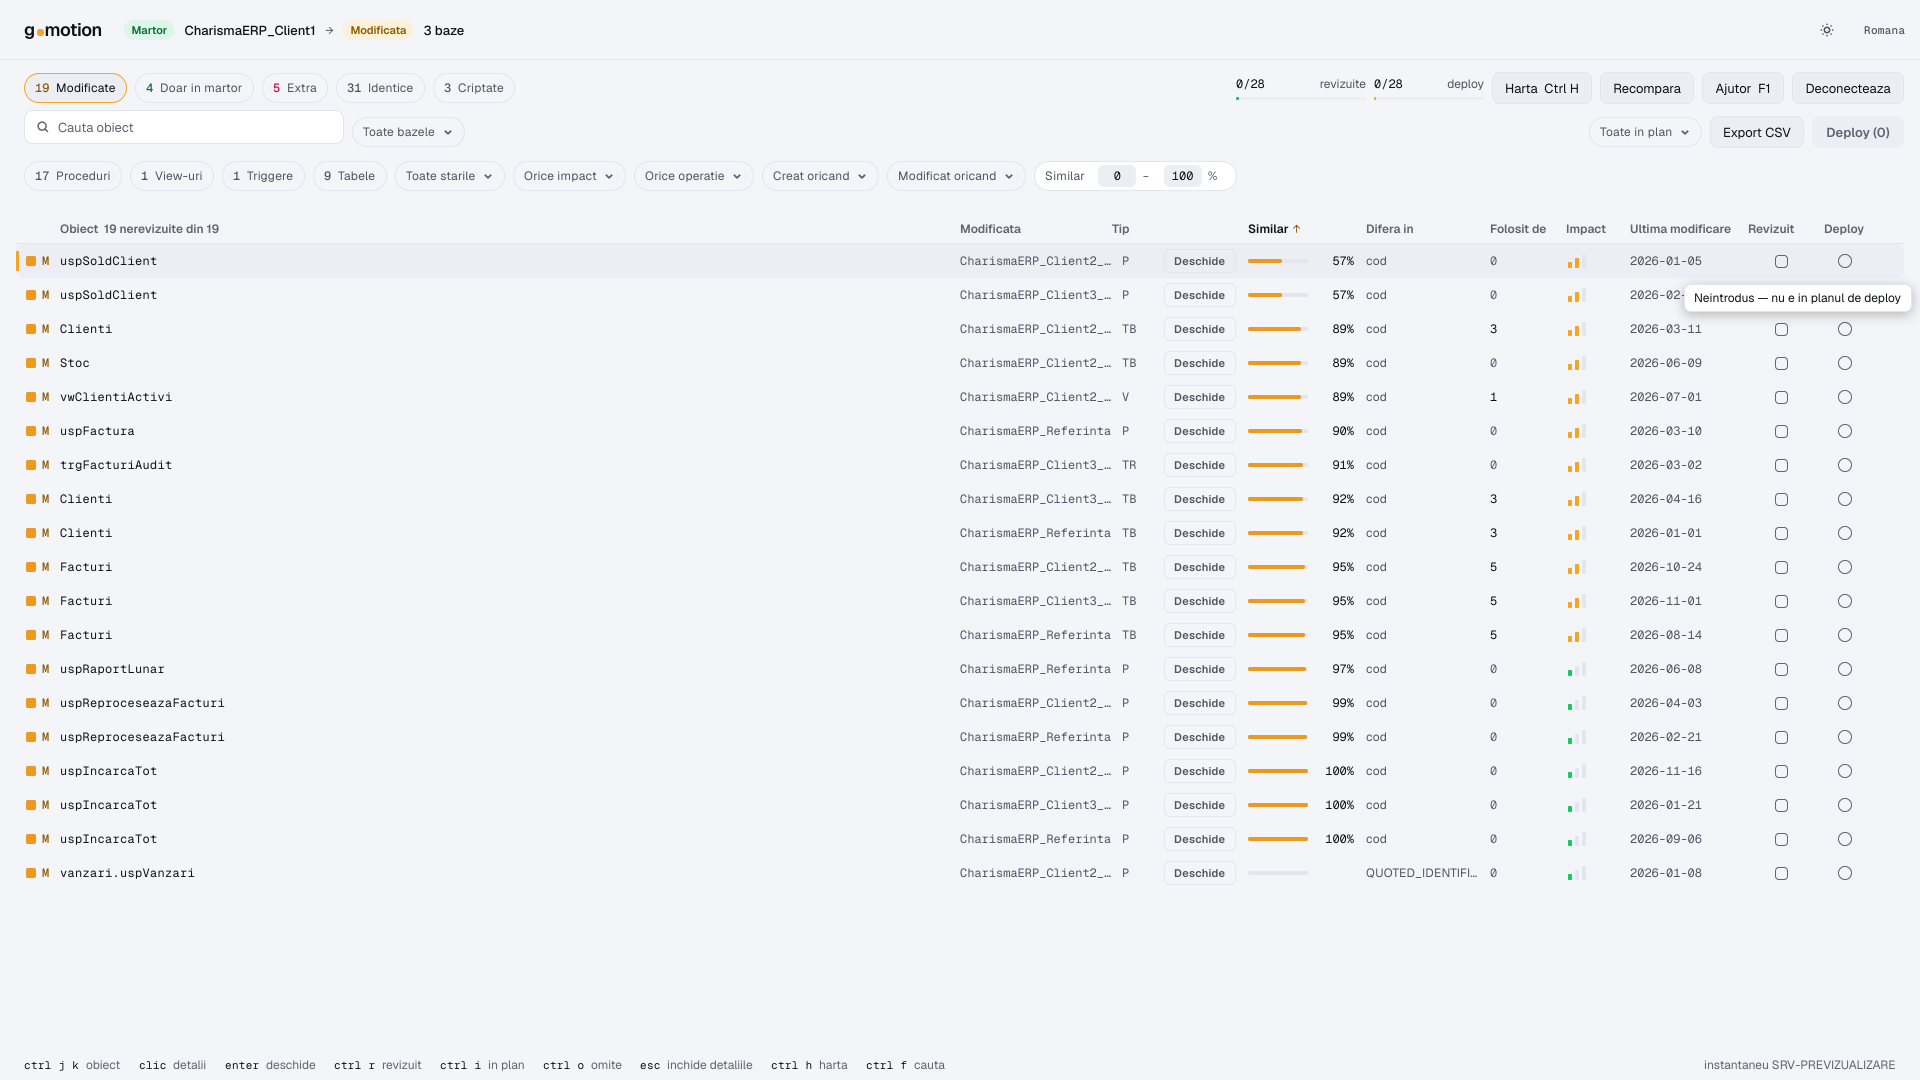 g motion Martor CharismaERP_Client1 → Modificata 3 baze Romana
19 Modificate 4 Doar in martor 5 Extra 31 Identice 3 Criptate 0/28 revizuite 0/28 deploy Harta Ctrl H Recompara Ajutor F1 Deconecteaza
Cauta obiect Toate bazele Toate in plan Export CSV Deploy (0)
17 Proceduri 1 View-uri 1 Triggere 9 Tabele Toate starile Orice impact Orice operatie Creat oricand Modificat oricand Similar 0 – 100 %
Obiect 19 nerevizuite din 19 Modificata Tip Similar ↑ Difera in Folosit de Impact Ultima modificare Revizuit Deploy
M uspSoldClient CharismaERP_Client2_… P Deschide 57% cod 0 2026-01-05
M uspSoldClient CharismaERP_Client3_… P Deschide 57% cod 0 2026-02-
Neintrodus — nu e in planul de deploy
M Clienti CharismaERP_Client2_… TB Deschide 89% cod 3 2026-03-11
M Stoc CharismaERP_Client2_… TB Deschide 89% cod 0 2026-06-09
M vwClientiActivi CharismaERP_Client2_… V Deschide 89% cod 1 2026-07-01
M uspFactura CharismaERP_Referinta P Deschide 90% cod 0 2026-03-10
M trgFacturiAudit CharismaERP_Client3_… TR Deschide 91% cod 0 2026-03-02
M Clienti CharismaERP_Client3_… TB Deschide 92% cod 3 2026-04-16
M Clienti CharismaERP_Referinta TB Deschide 92% cod 3 2026-01-01
M Facturi CharismaERP_Client2_… TB Deschide 95% cod 5 2026-10-24
M Facturi CharismaERP_Client3_… TB Deschide 95% cod 5 2026-11-01
M Facturi CharismaERP_Referinta TB Deschide 95% cod 5 2026-08-14
M uspRaportLunar CharismaERP_Referinta P Deschide 97% cod 0 2026-06-08
M uspReproceseazaFacturi CharismaERP_Client2_… P Deschide 99% cod 0 2026-04-03
M uspReproceseazaFacturi CharismaERP_Referinta P Deschide 99% cod 0 2026-02-21
M uspIncarcaTot CharismaERP_Client2_… P Deschide 100% cod 0 2026-11-16
M uspIncarcaTot CharismaERP_Client3_… P Deschide 100% cod 0 2026-01-21
M uspIncarcaTot CharismaERP_Referinta P Deschide 100% cod 0 2026-09-06
M vanzari.uspVanzari CharismaERP_Client2_… P Deschide QUOTED_IDENTIFI… 0 2026-01-08
ctrl j k obiect clic detalii enter deschide ctrl r revizuit ctrl i in plan ctrl o omite esc inchide detaliile ctrl h harta ctrl f cauta instantaneu SRV-PREVIZUALIZARE